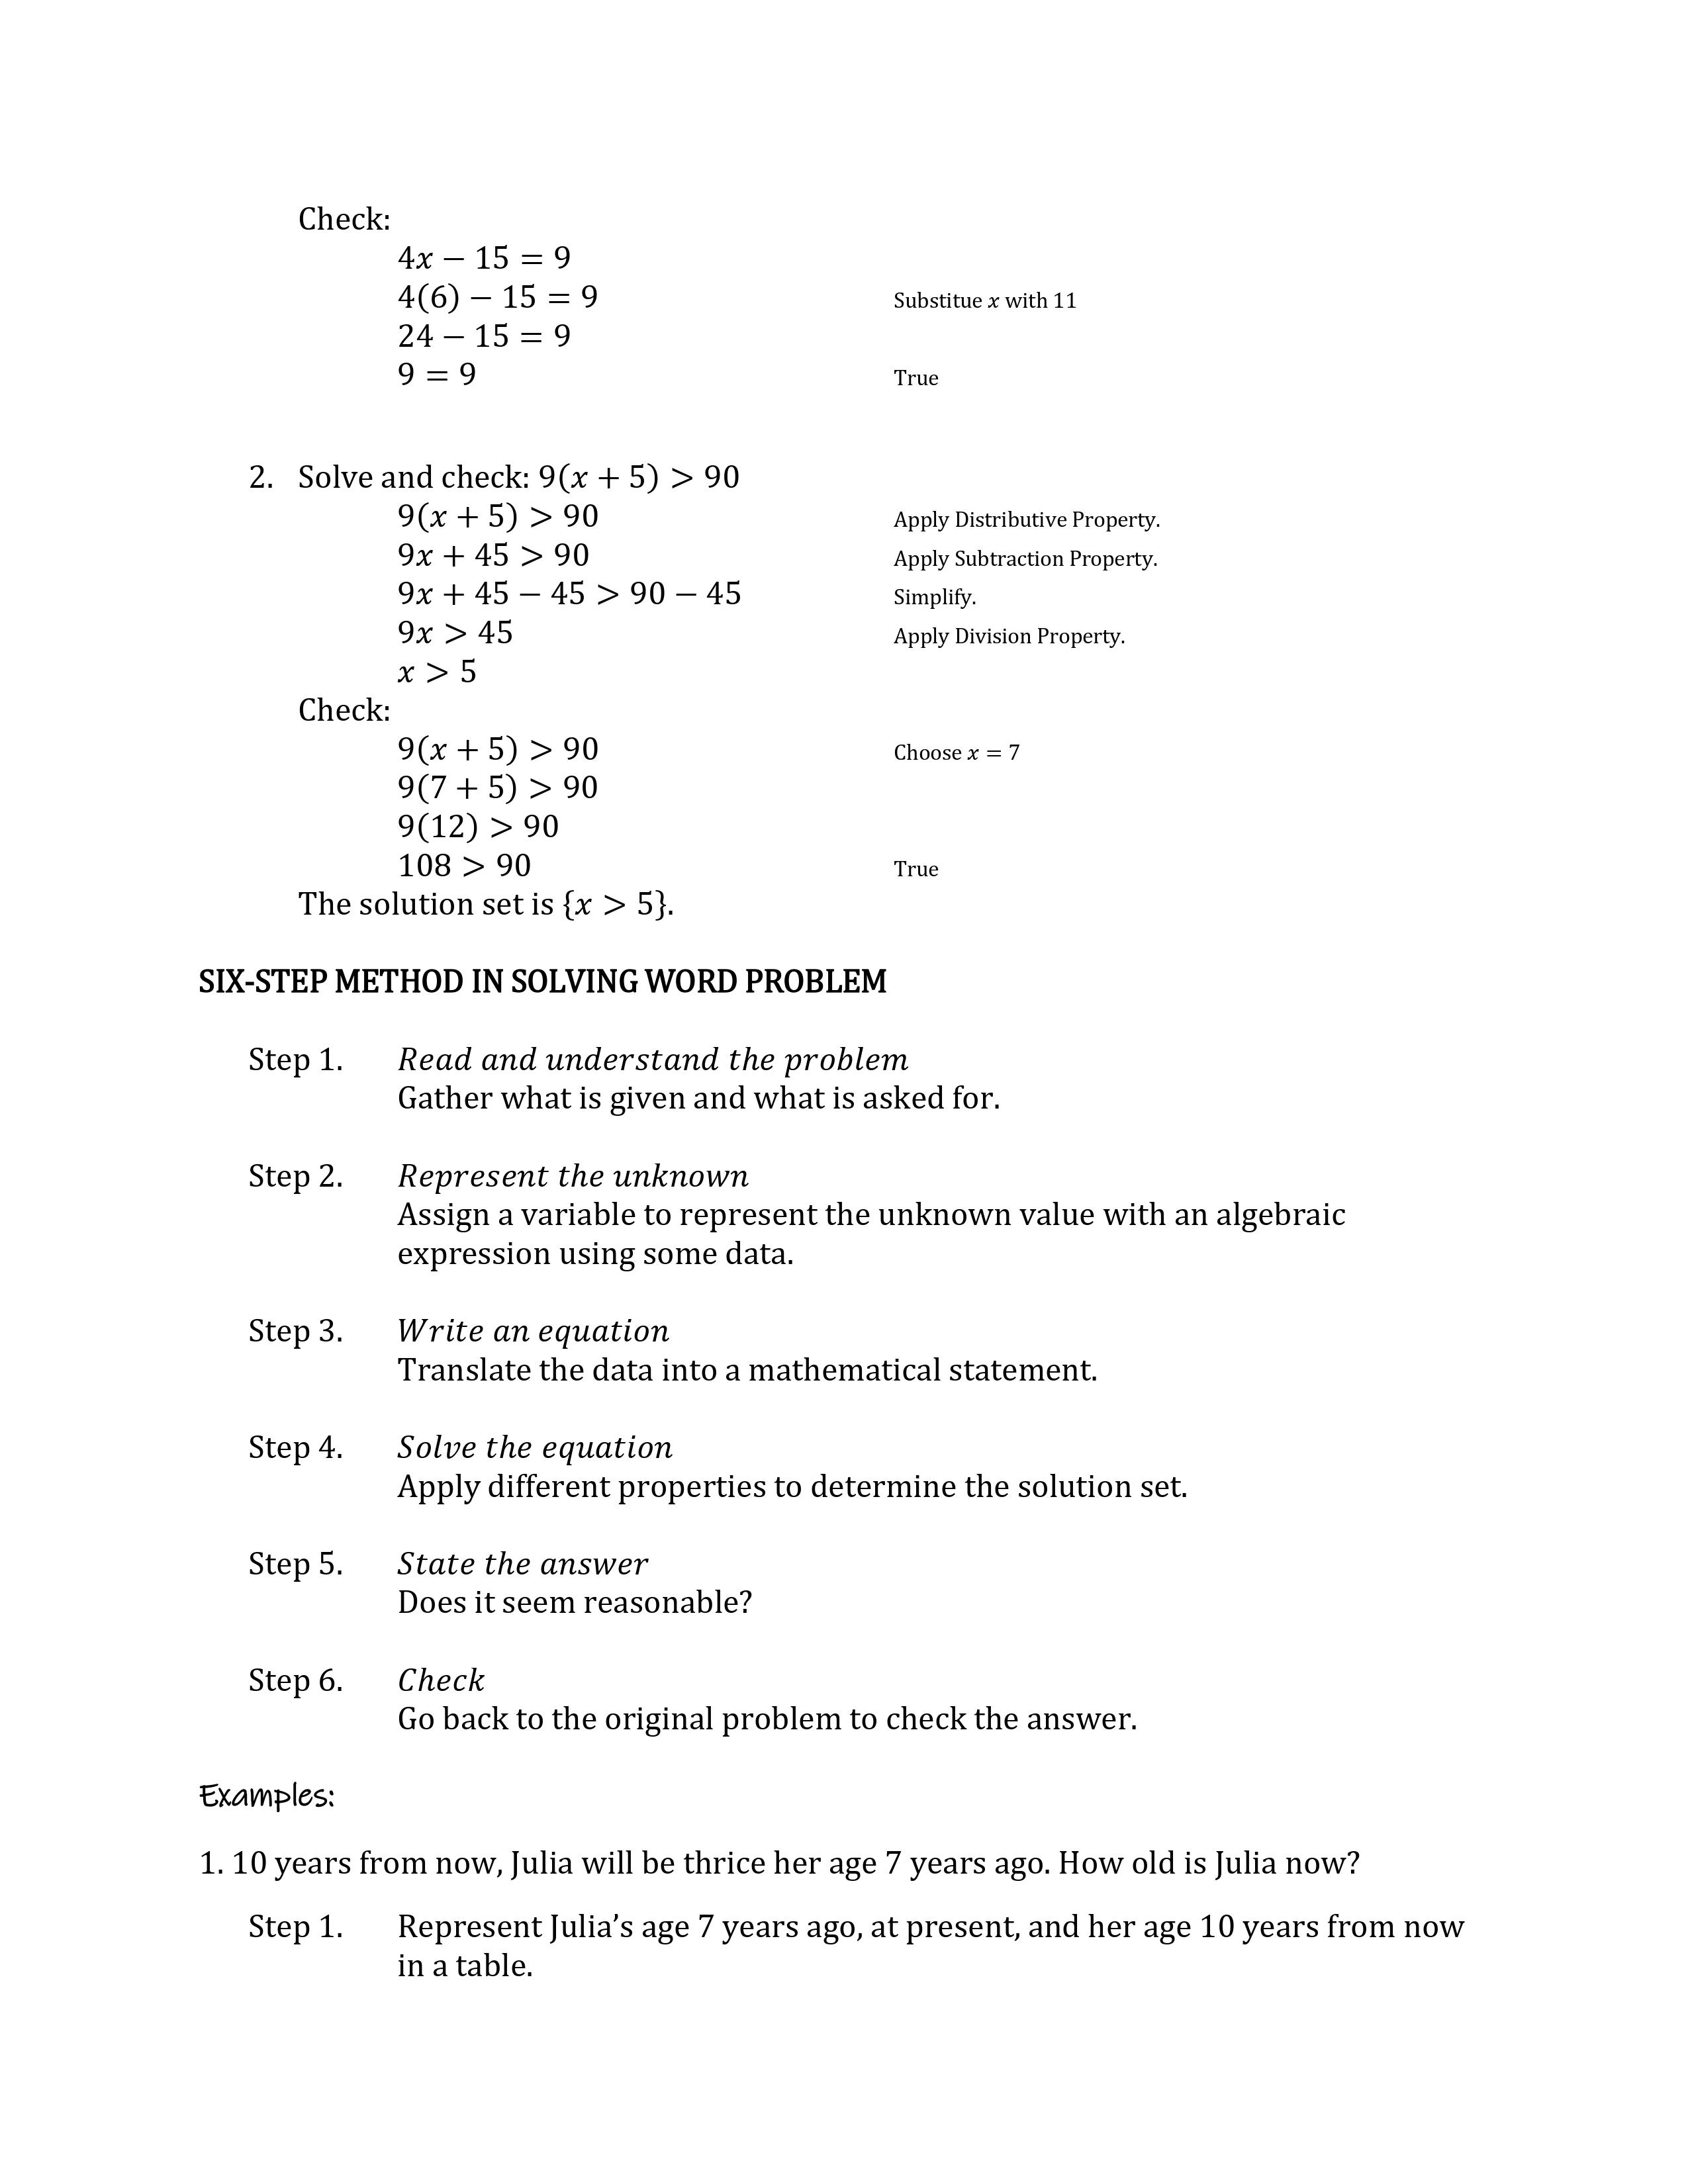 Check:
4x − 15 = 9
4(6) − 15 = 9 Substitue x with 11
24 − 15 = 9
9 = 9 True
2. Solve and check: 9(x + 5) > 90
9(x + 5) > 90 Apply Distributive Property.
9x + 45 > 90 Apply Subtraction Property.
9x + 45 − 45 > 90 − 45 Simplify.
9x > 45 Apply Division Property.
x > 5
Check:
9(x + 5) > 90 Choose x = 7
9(7 + 5) > 90
9(12) > 90
108 > 90 True
The solution set is {x > 5}.
SIX-STEP METHOD IN SOLVING WORD PROBLEM
Step 1. Read and understand the problem
Gather what is given and what is asked for.
Step 2. Represent the unknown
Assign a variable to represent the unknown value with an algebraic
expression using some data.
Step 3. Write an equation
Translate the data into a mathematical statement.
Step 4. Solve the equation
Apply different properties to determine the solution set.
Step 5. State the answer
Does it seem reasonable?
Step 6. Check
Go back to the original problem to check the answer.
Examples:
1. 10 years from now, Julia will be thrice her age 7 years ago. How old is Julia now?
Step 1. Represent Julia’s age 7 years ago, at present, and her age 10 years from now
in a table.